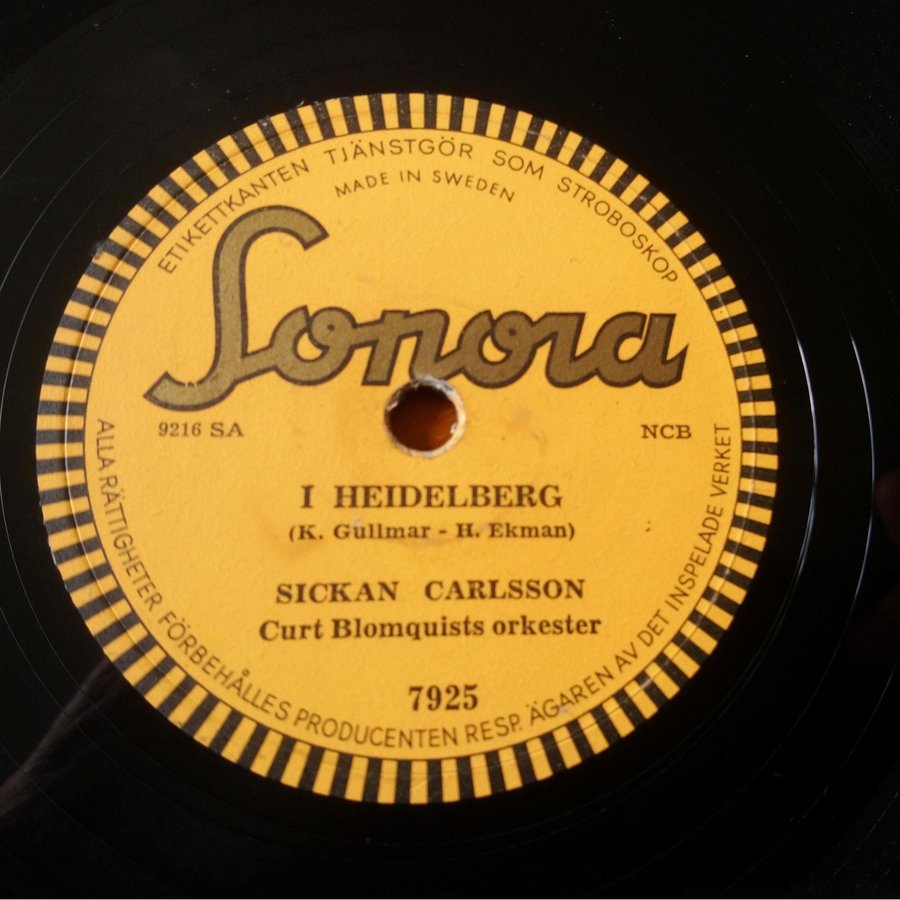 ETIKETTKANTEN TJÄNSTGÖR SOM STROBOSKOP
MADE IN SWEDEN
Sonora
9216 SA
NCB
I HEIDELBERG
(K. Gullmar - H. Ekman)
SICKAN CARLSSON
Curt Blomquists orkester
7925
ALLA RÄTTIGHETER FÖRBEHÅLLES PRODUCENTEN RESP. ÄGAREN AV DET INSPELADE VERKET